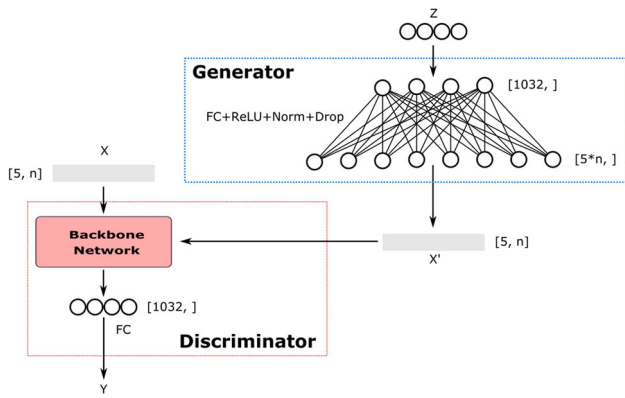 Z
Generator
[1032, ]
FC+ReLU+Norm+Drop
[5*n, ]
X
[5, n]
Backbone
Network
[5, n]
X'
[1032, ]
FC
Discriminator
Y